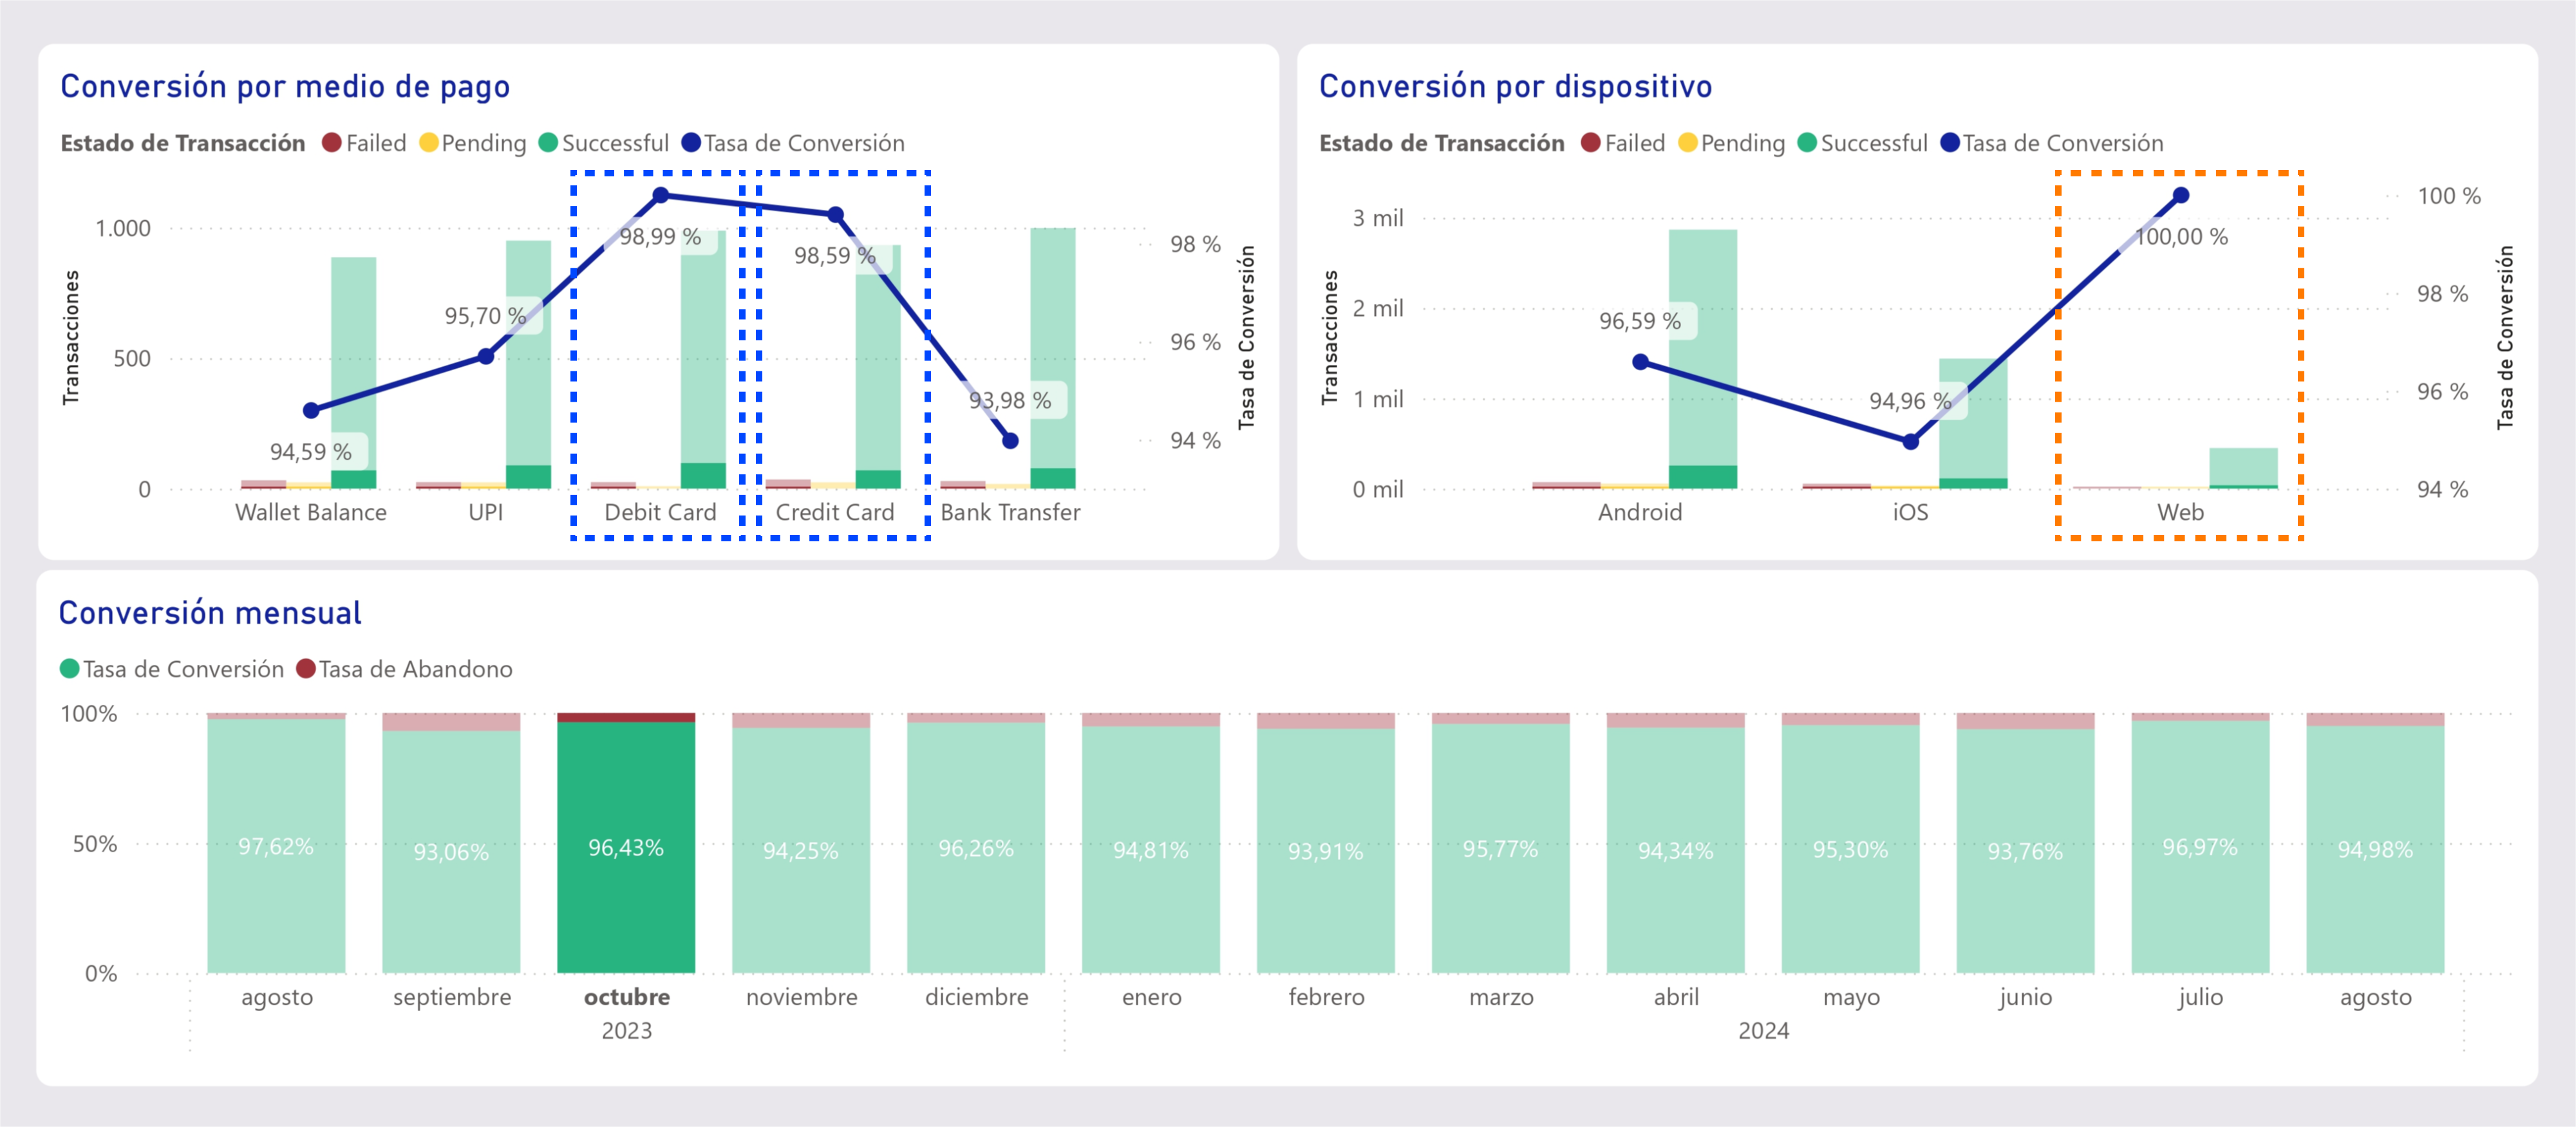 Conversión por medio de pago
Estado de Transacción Failed Pending Successful Tasa de Conversión
Transacciones
1.000
500
0
94,59 %
95,70 %
98,99 %
98,59 %
93,98 %
98 %
96 %
94 %
Tasa de Conversión
Wallet Balance UPI Debit Card Credit Card Bank Transfer
Conversión por dispositivo
Estado de Transacción Failed Pending Successful Tasa de Conversión
Transacciones
3 mil
2 mil
1 mil
0 mil
96,59 %
94,96 %
100,00 %
100 %
98 %
96 %
94 %
Tasa de Conversión
Android iOS Web
Conversión mensual
Tasa de Conversión Tasa de Abandono
100%
50%
0%
97,62% 93,06% 96,43% 94,25% 96,26% 94,81% 93,91% 95,77% 94,34% 95,30% 93,76% 96,97% 94,98%
agosto septiembre octubre noviembre diciembre enero febrero marzo abril mayo junio julio agosto
2023 2024